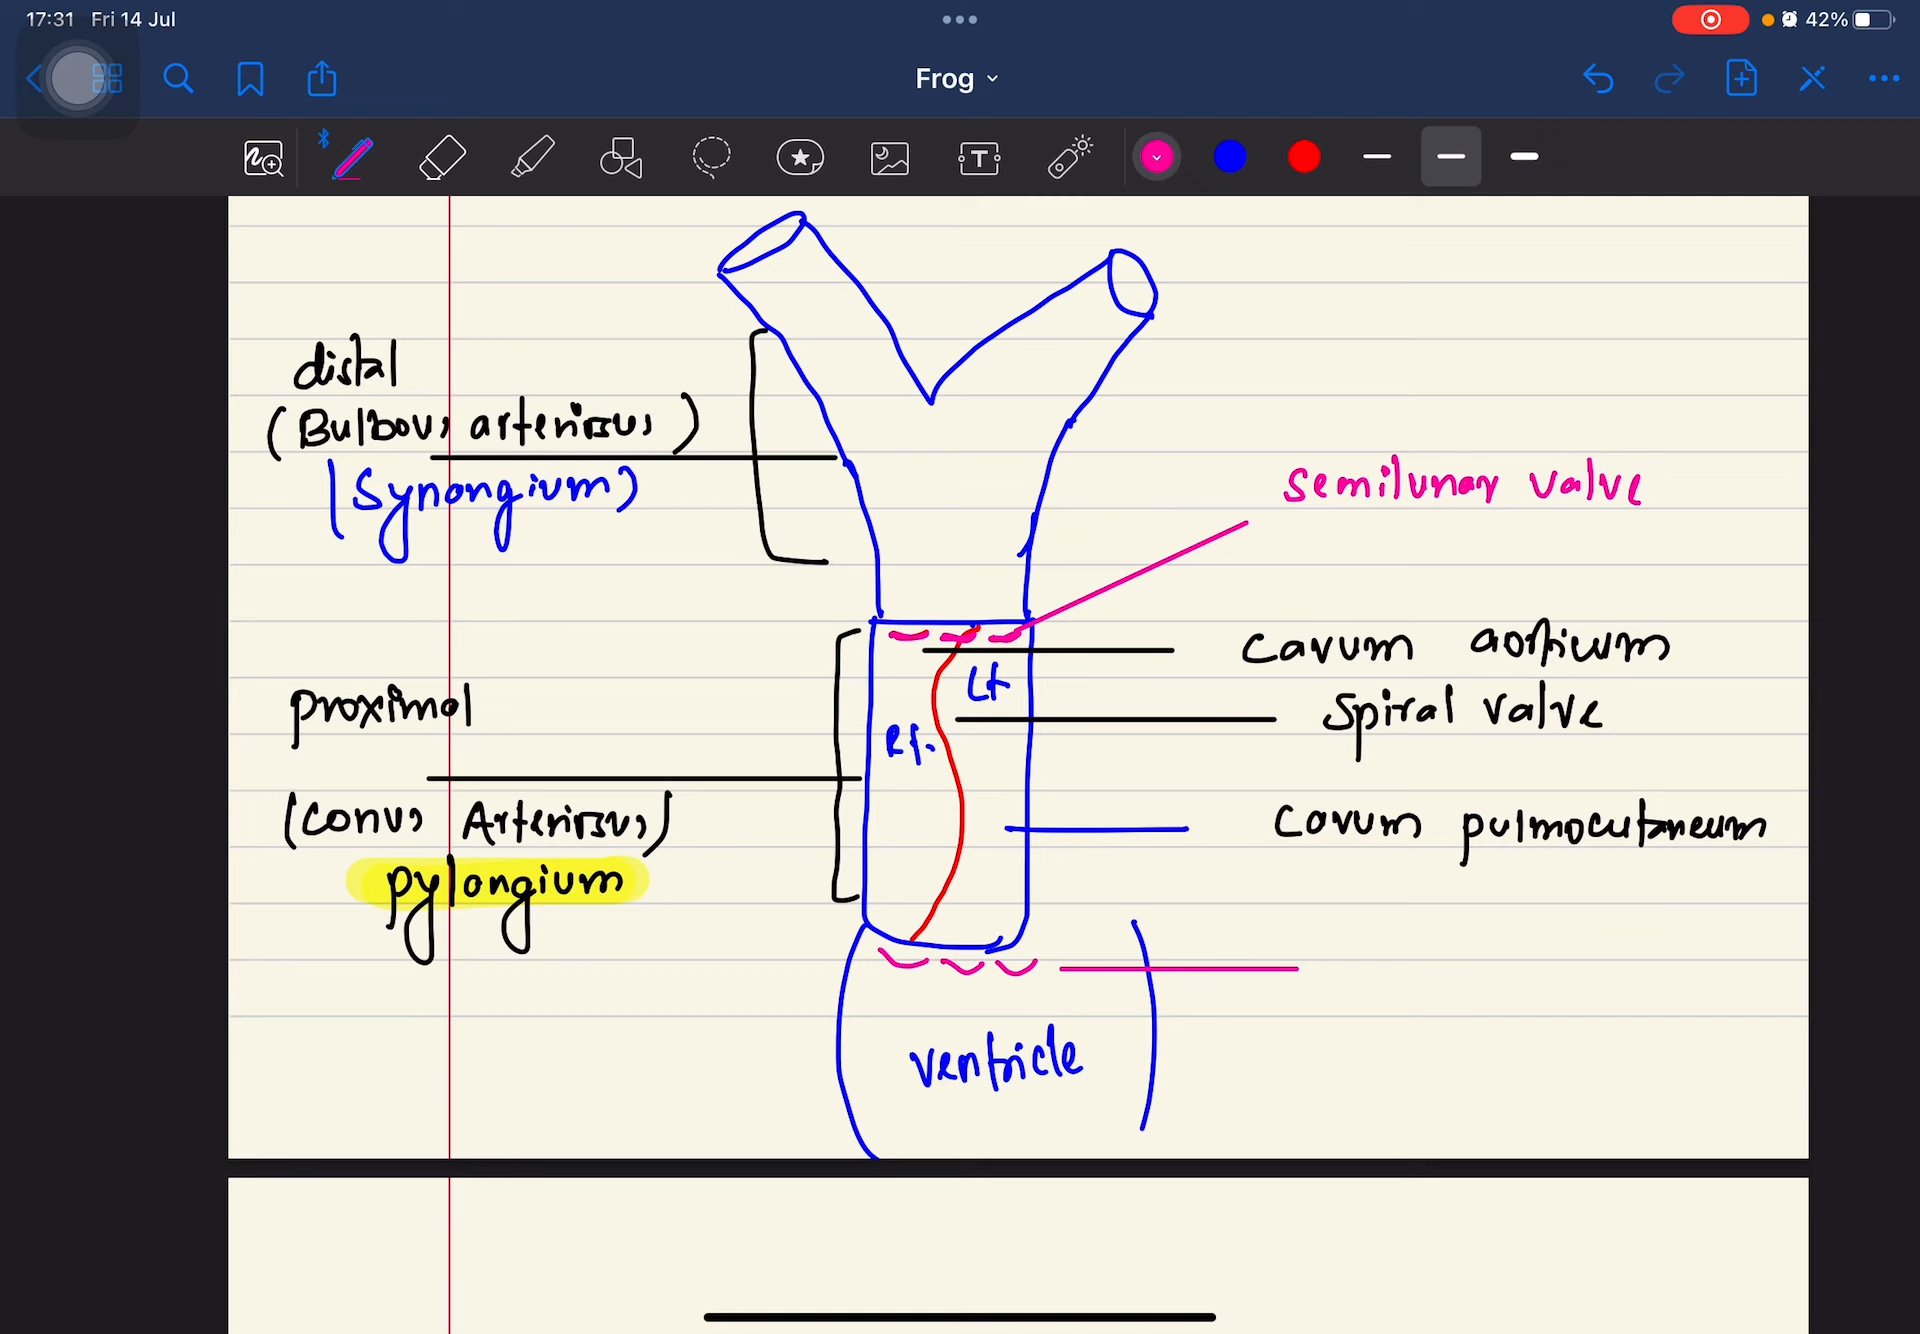 17:31 Fri 14 Jul
42%
Frog
T
distal
(Bulbous arteriosus)
(Synangium)
semilunar valve
cavum aorticum
Lt
proximal
spiral valve
Rt.
(Conus Arteriosus)
cavum pulmocutaneum
pylangium
ventricle